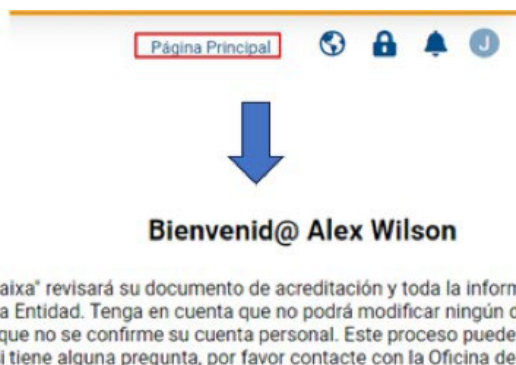 Página Principal
J
Bienvenid@ Alex Wilson
aixa" revisará su documento de acreditación y toda la inform
a Entidad. Tenga en cuenta que no podrá modificar ningún
que no se confirme su cuenta personal. Este proceso puede
i tiene alguna pregunta, por favor contacte con la Oficina de